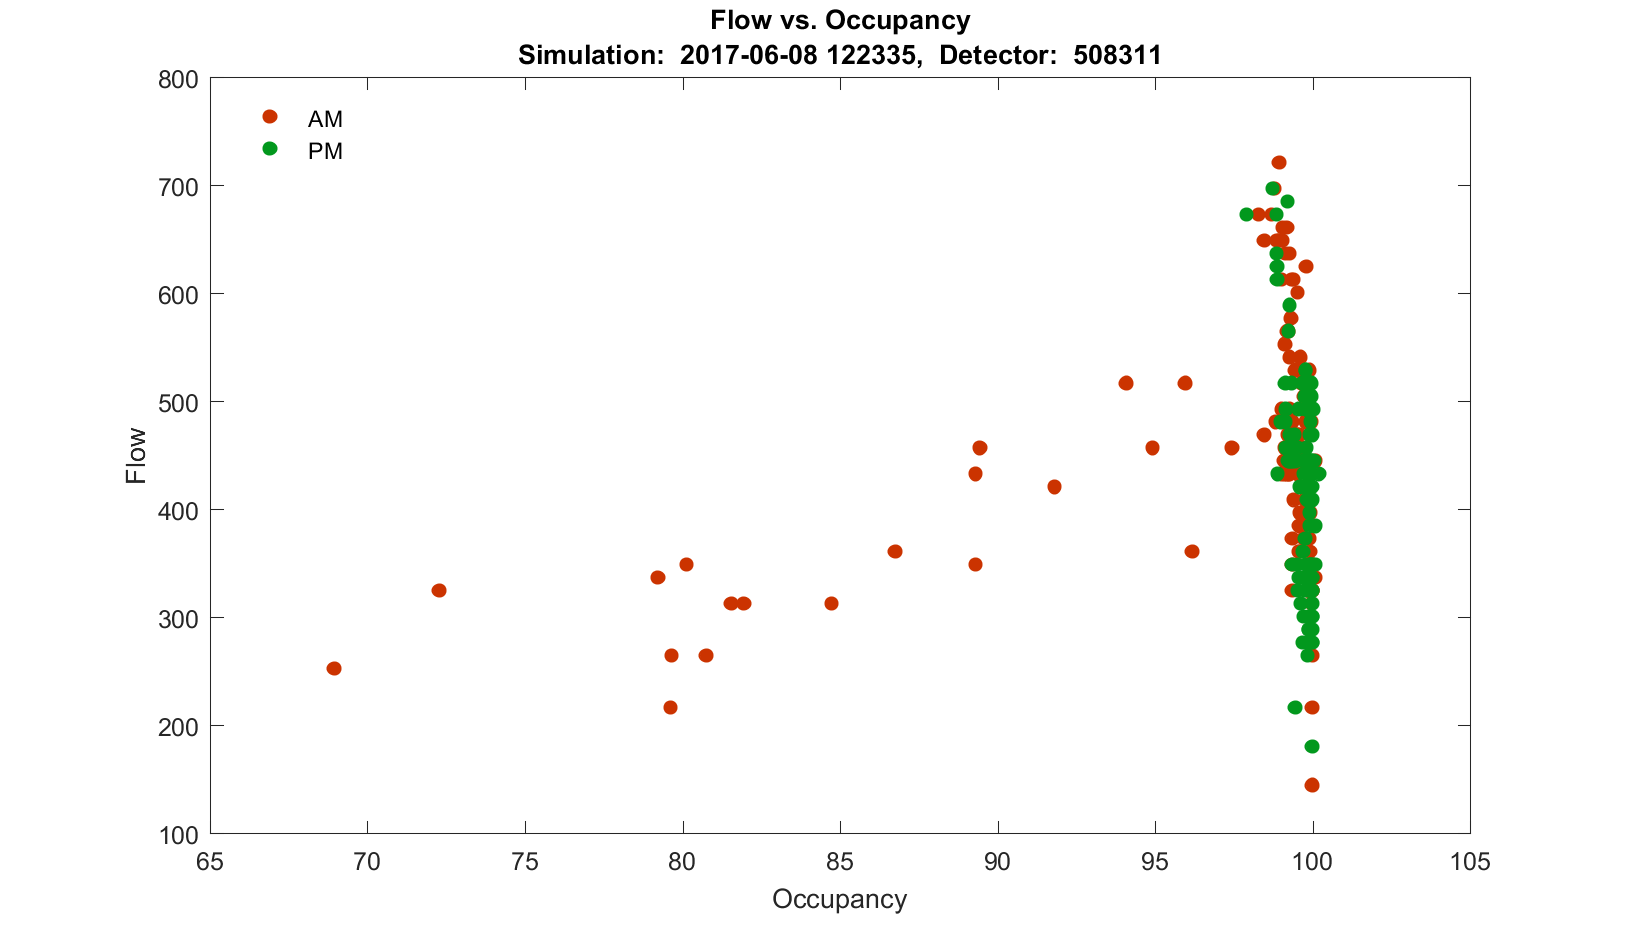 Flow vs. Occupancy
Simulation:  2017-06-08 122335,  Detector:  508311
AM
PM
800
700
600
500
400
300
200
100
Flow
65 70 75 80 85 90 95 100 105
Occupancy